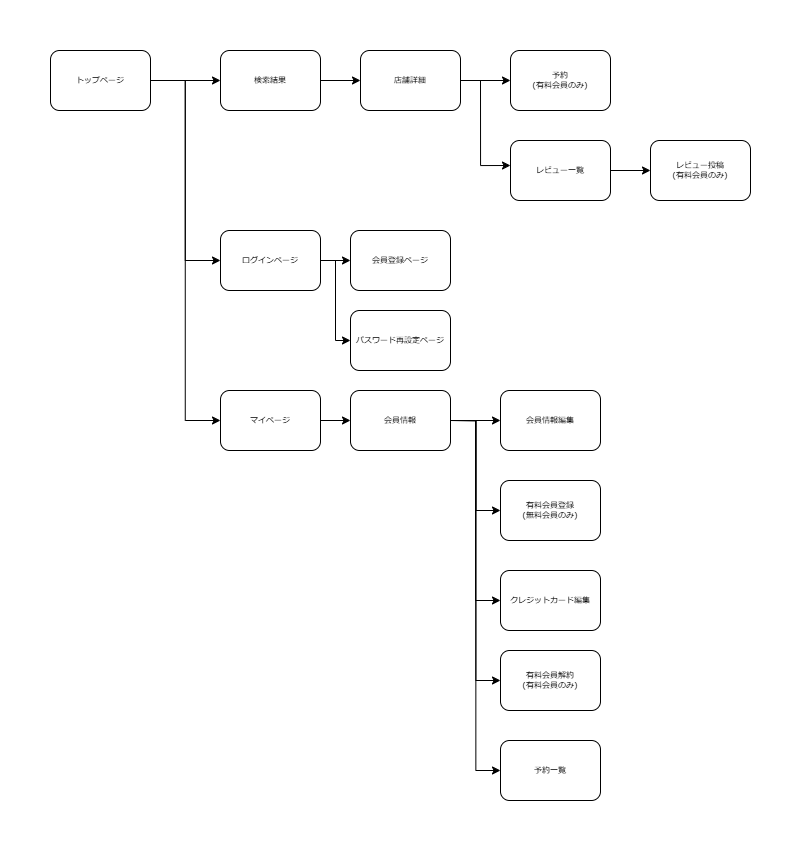 トップページ
検索結果
店舗詳細
予約
(有料会員のみ)
レビュー一覧
レビュー投稿
(有料会員のみ)
ログインページ
会員登録ページ
パスワード再設定ページ
マイページ
会員情報
会員情報編集
有料会員登録
(無料会員のみ)
クレジットカード編集
有料会員解約
(有料会員のみ)
予約一覧